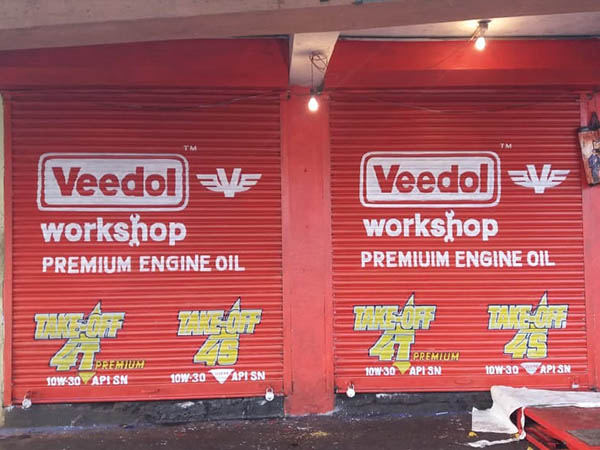 Veedol TM
workshop
PREMIUM ENGINE OIL
TAKE-OFF
4T PREMIUM
10W-30 API SN
TAKE-OFF
4S
10W-30 API SN
Veedol TM
workshop
PREMIUIM ENGINE OIL
TAKE-OFF
4T PREMIUM
10W-30 API SN
TAKE-OFF
4S
10W-30 API SN